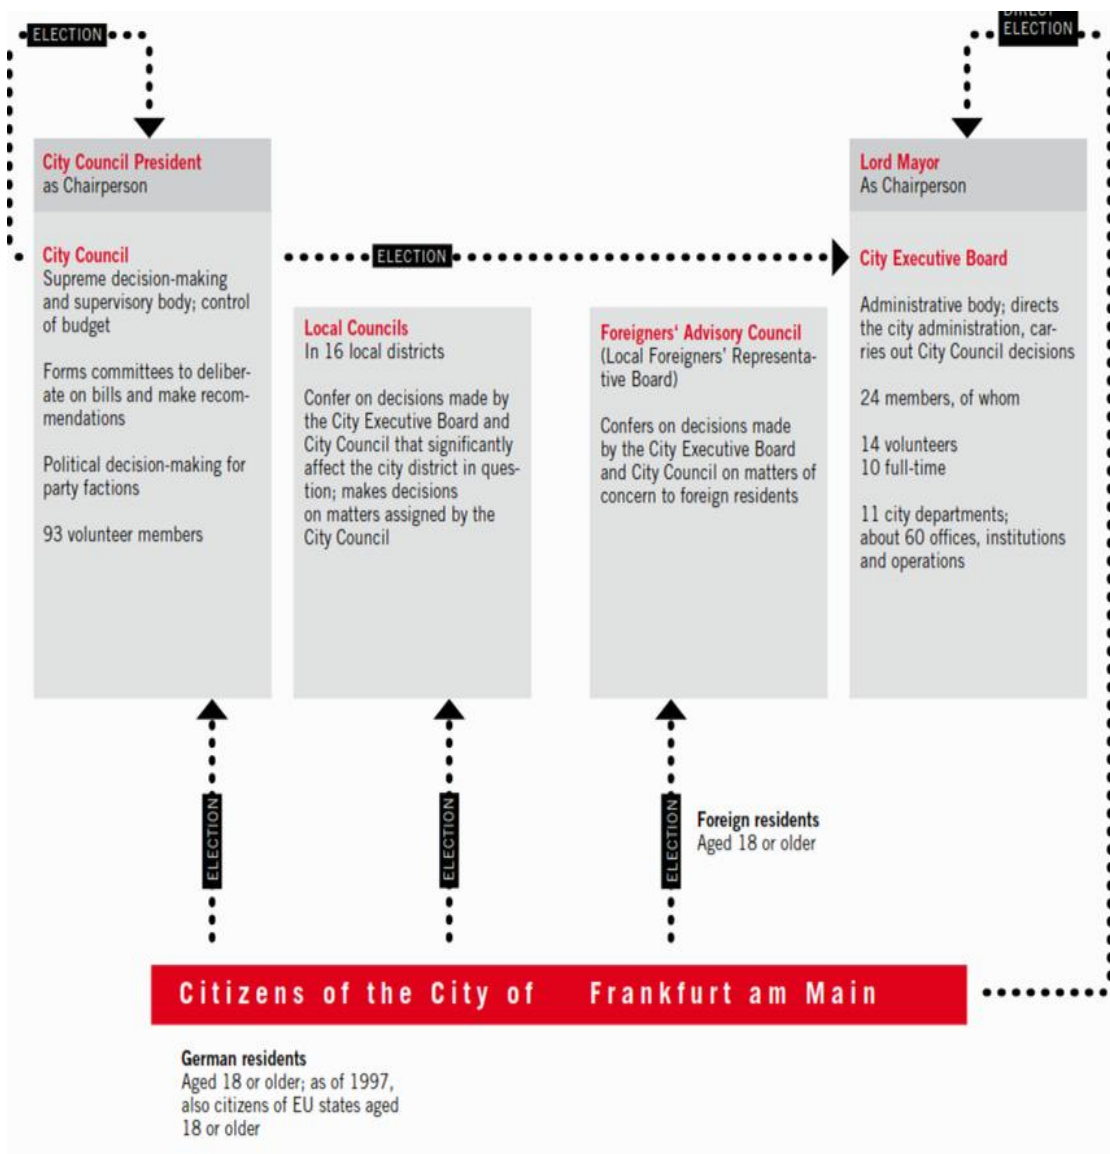 ELECTION
DIRECT
ELECTION
City Council President
as Chairperson
Lord Mayor
As Chairperson
City Council
Supreme decision-making
and supervisory body; control
of budget
Forms committees to deliber-
ate on bills and make recom-
mendations
Political decision-making for
party factions
93 volunteer members
ELECTION
Local Councils
In 16 local districts
Confer on decisions made by
the City Executive Board and
City Council that significantly
affect the city district in ques-
tion; makes decisions
on matters assigned by the
City Council
Foreigners‘ Advisory Council
(Local Foreigners’ Representa-
tive Board)
Confers on decisions made
by the City Executive Board
and City Council on matters of
concern to foreign residents
City Executive Board
Administrative body; directs
the city administration, car-
ries out City Council decisions
24 members, of whom
14 volunteers
10 full-time
11 city departments;
about 60 offices, institutions
and operations
ELECTION
ELECTION
ELECTION
Foreign residents
Aged 18 or older
Citizens of the City of Frankfurt am Main
German residents
Aged 18 or older; as of 1997,
also citizens of EU states aged
18 or older